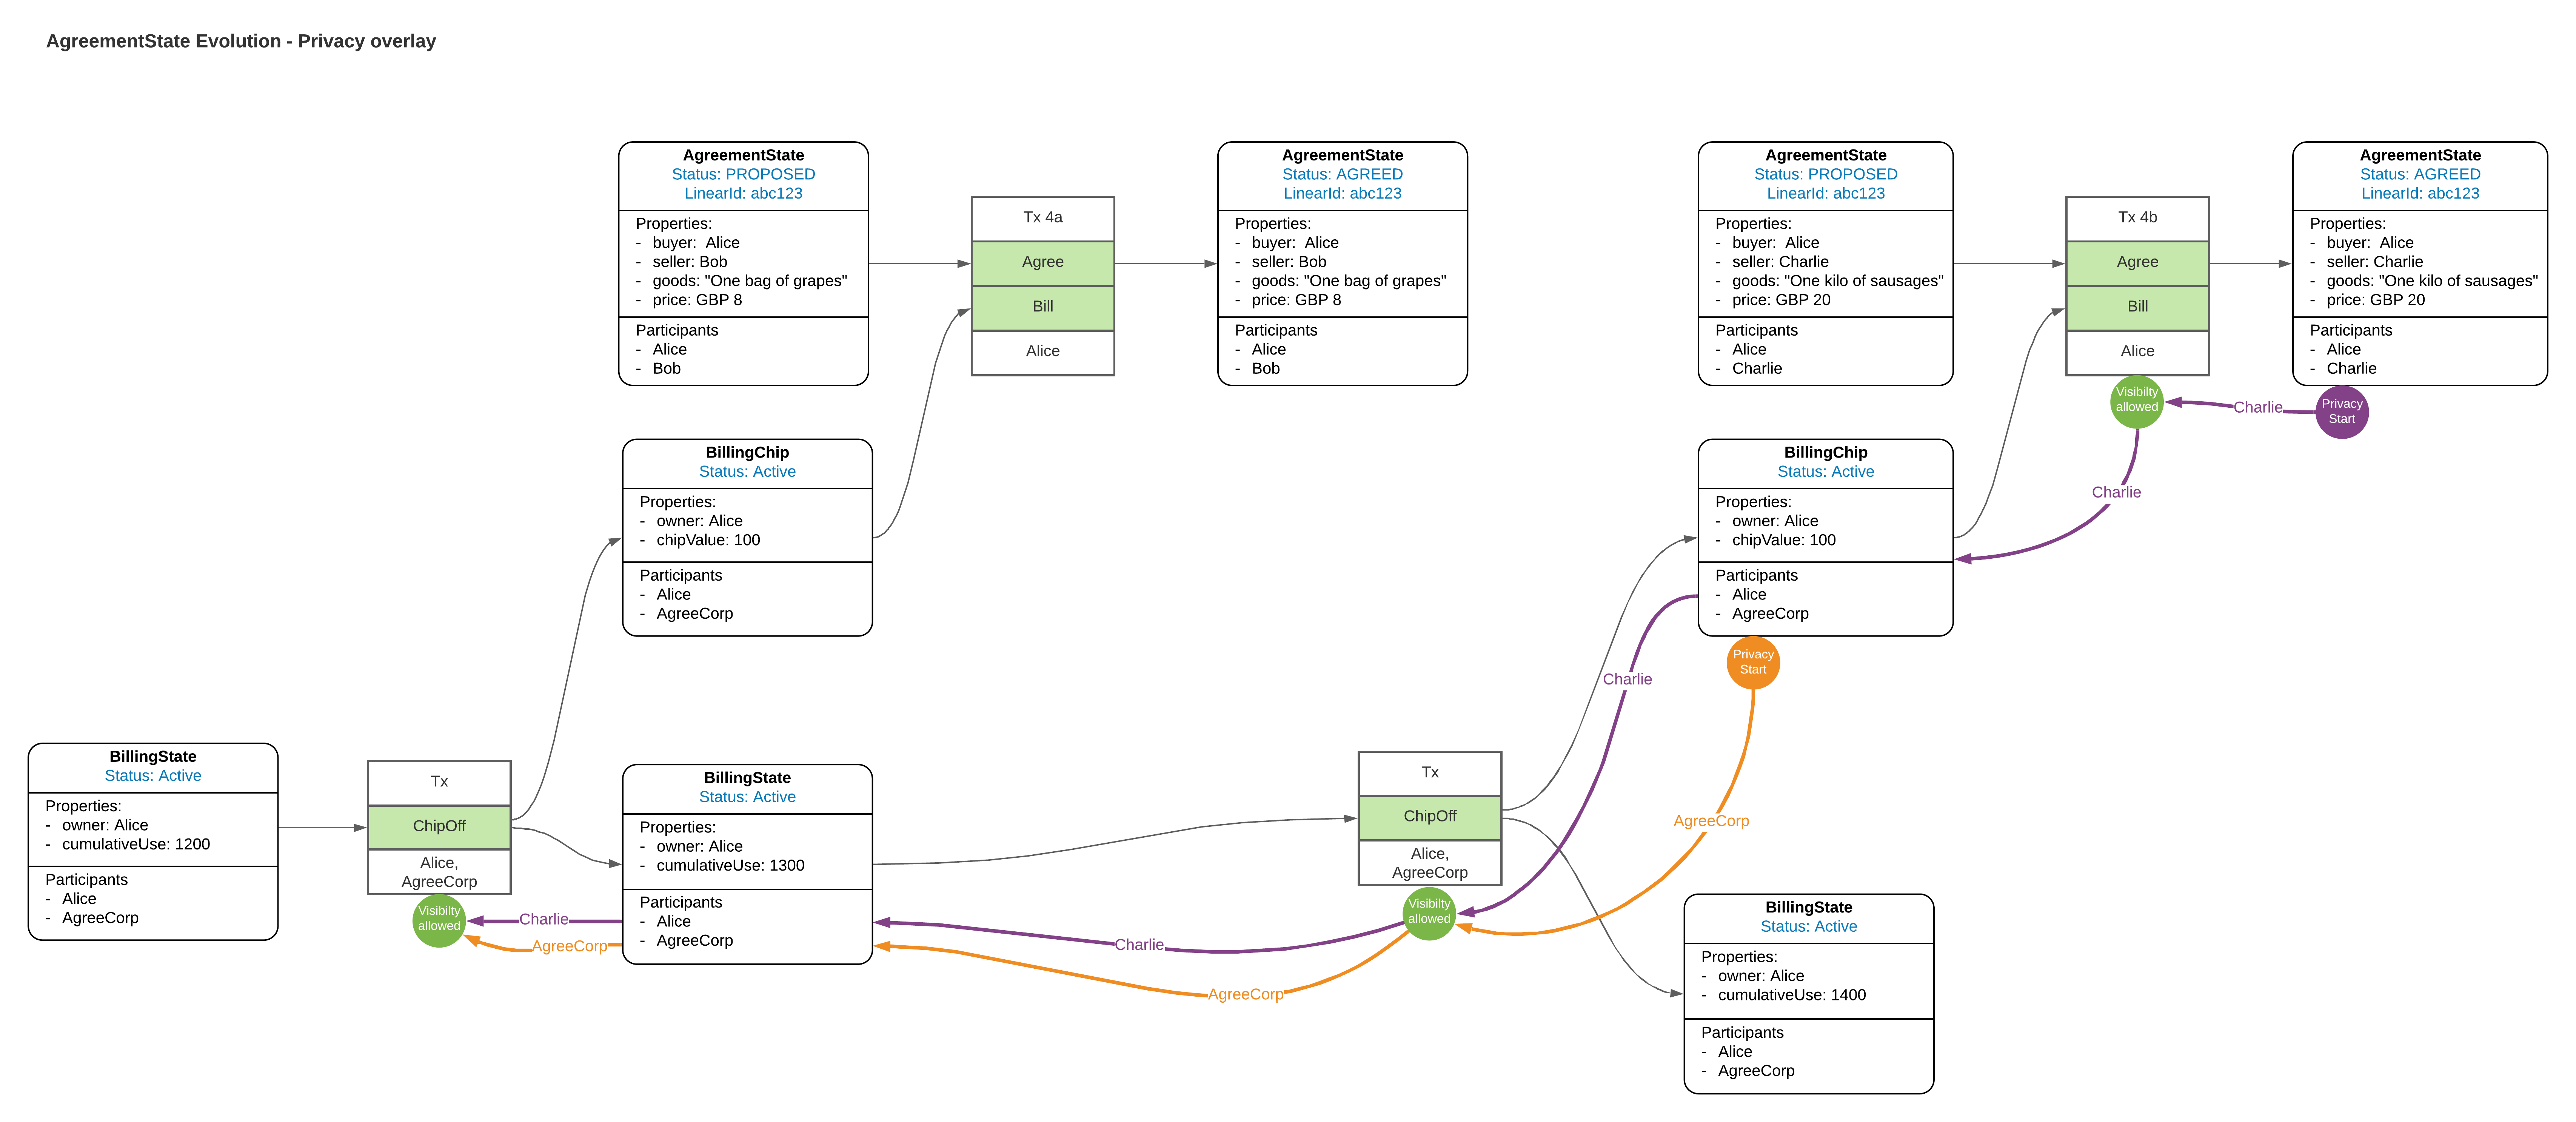 AgreementState Evolution - Privacy overlay
AgreementState
Status: PROPOSED
LinearId: abc123
Properties:
- buyer: Alice
- seller: Bob
- goods: "One bag of grapes"
- price: GBP 8
Participants
- Alice
- Bob
Tx 4a
Agree
Bill
Alice
AgreementState
Status: AGREED
LinearId: abc123
Properties:
- buyer: Alice
- seller: Bob
- goods: "One bag of grapes"
- price: GBP 8
Participants
- Alice
- Bob
AgreementState
Status: PROPOSED
LinearId: abc123
Properties:
- buyer: Alice
- seller: Charlie
- goods: "One kilo of sausages"
- price: GBP 20
Participants
- Alice
- Charlie
Tx 4b
Agree
Bill
Alice
Visibilty
allowed
Charlie
AgreementState
Status: AGREED
LinearId: abc123
Properties:
- buyer: Alice
- seller: Charlie
- goods: "One kilo of sausages"
- price: GBP 20
Participants
- Alice
- Charlie
Privacy
Start
BillingChip
Status: Active
Properties:
- owner: Alice
- chipValue: 100
Participants
- Alice
- AgreeCorp
BillingChip
Status: Active
Properties:
- owner: Alice
- chipValue: 100
Participants
- Alice
- AgreeCorp
Charlie
Privacy
Start
Charlie
AgreeCorp
BillingState
Status: Active
Properties:
- owner: Alice
- cumulativeUse: 1200
Participants
- Alice
- AgreeCorp
Tx
ChipOff
Alice,
AgreeCorp
Visibilty
allowed
Charlie
AgreeCorp
BillingState
Status: Active
Properties:
- owner: Alice
- cumulativeUse: 1300
Participants
- Alice
- AgreeCorp
Charlie
AgreeCorp
Tx
ChipOff
Alice,
AgreeCorp
Visibilty
allowed
BillingState
Status: Active
Properties:
- owner: Alice
- cumulativeUse: 1400
Participants
- Alice
- AgreeCorp